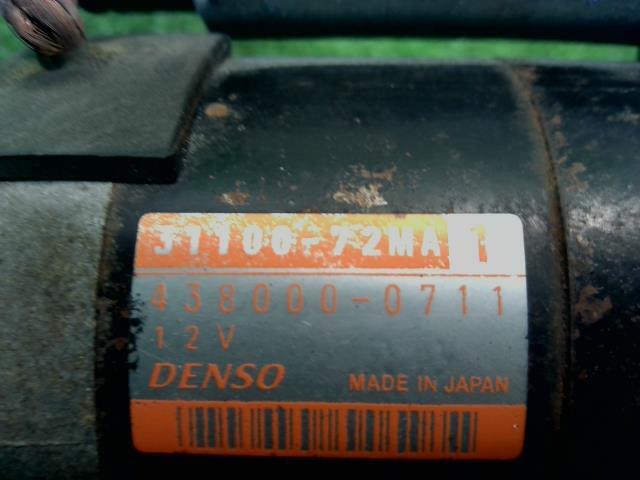 31100-72MA 1
438000-0711
12V
DENSO MADE IN JAPAN